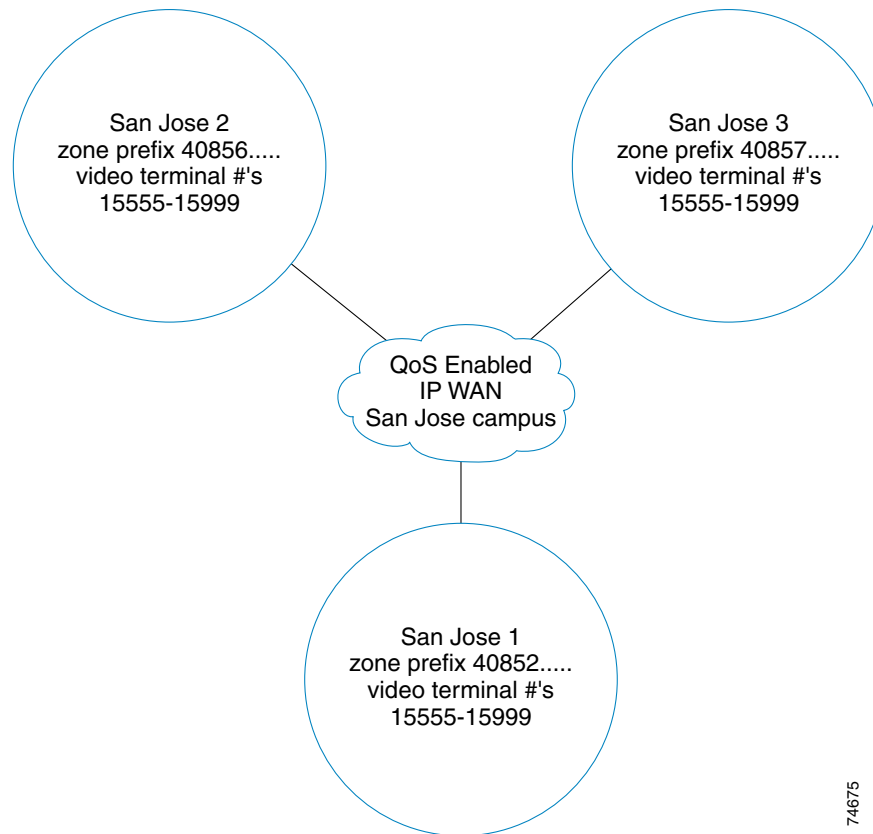 San Jose 2
zone prefix 40856.....
video terminal #'s
15555-15999
San Jose 3
zone prefix 40857.....
video terminal #'s
15555-15999
QoS Enabled
IP WAN
San Jose campus
San Jose 1
zone prefix 40852.....
video terminal #'s
15555-15999
74675